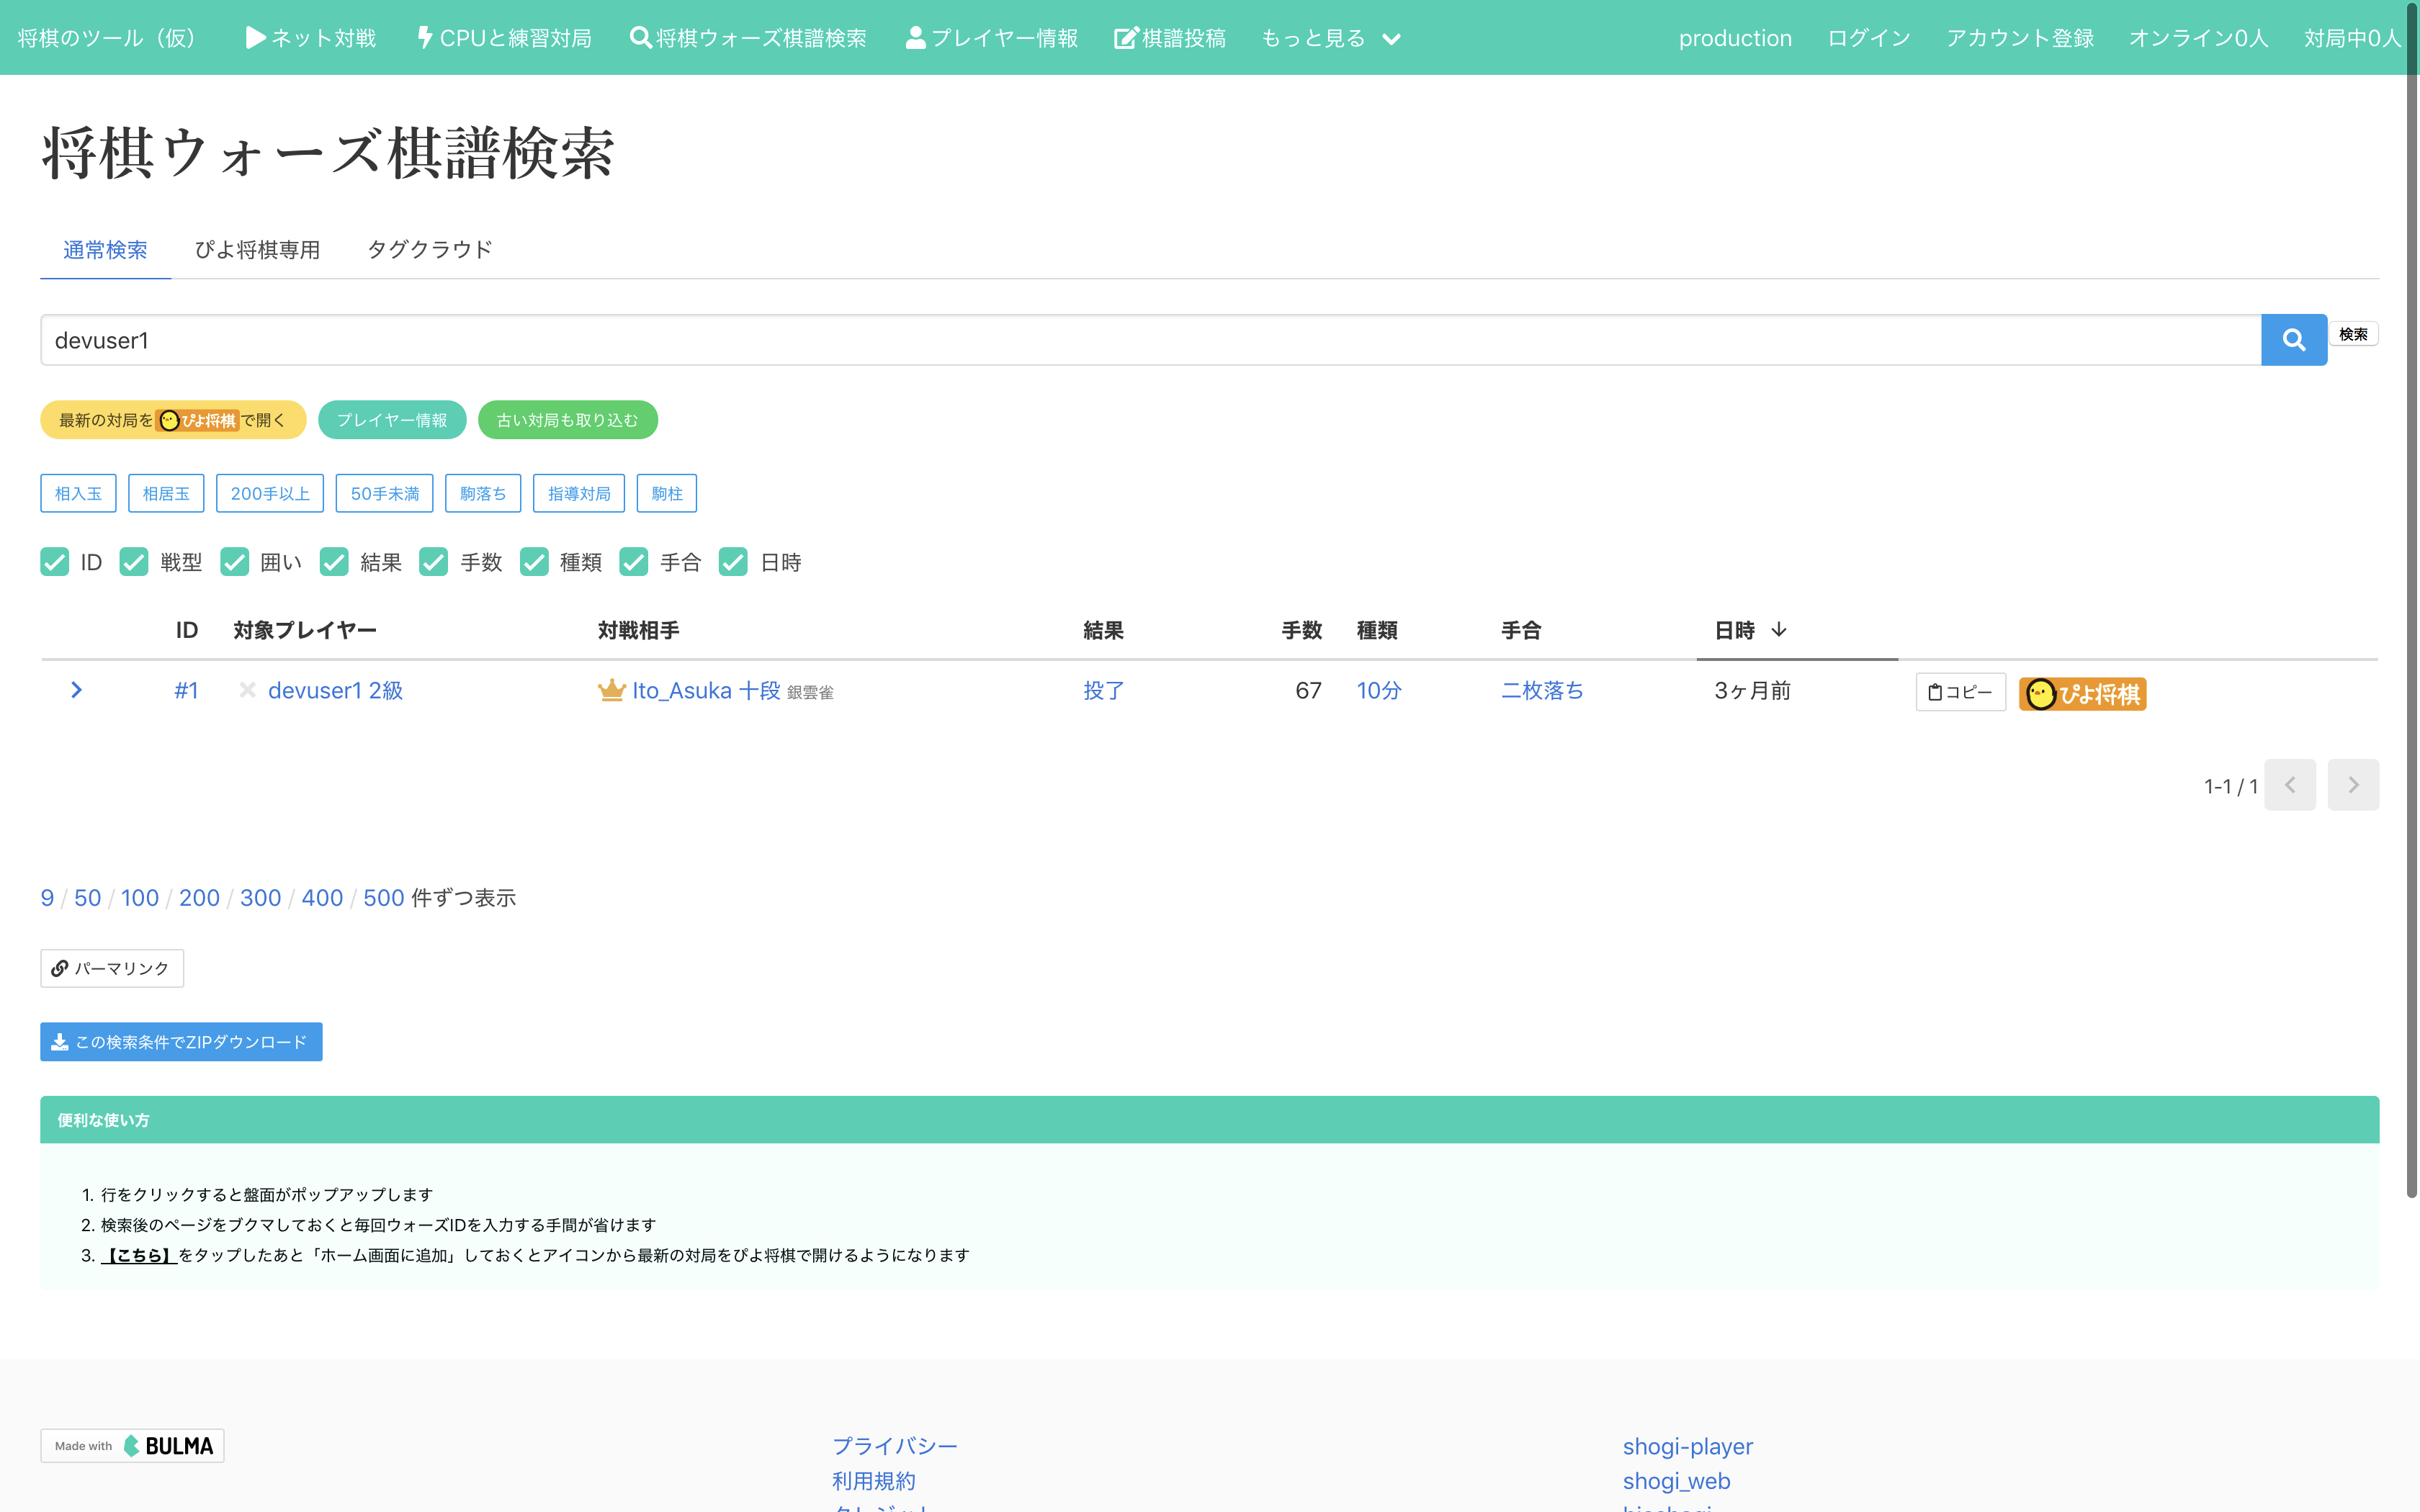 将棋のツール（仮） ネット対戦 CPUと練習対局 将棋ウォーズ棋譜検索 プレイヤー情報 棋譜投稿 もっと見る production ログイン アカウント登録 オンライン0人 対局中0人
将棋ウォーズ棋譜検索
通常検索 ぴよ将棋専用 タグクラウド
devuser1 検索
最新の対局をぴよ将棋で開く プレイヤー情報 古い対局も取り込む
相入玉 相居玉 200手以上 50手未満 駒落ち 指導対局 駒柱
ID 戦型 囲い 結果 手数 種類 手合 日時
ID 対象プレイヤー 対戦相手 結果 手数 種類 手合 日時
#1 devuser1 2級 Ito_Asuka 十段 銀雲雀 投了 67 10分 二枚落ち 3ヶ月前 コピー ぴよ将棋
1-1 / 1
9 / 50 / 100 / 200 / 300 / 400 / 500 件ずつ表示
パーマリンク
この検索条件でZIPダウンロード
便利な使い方
1. 行をクリックすると盤面がポップアップします
2. 検索後のページをブクマしておくと毎回ウォーズIDを入力する手間が省けます
3. 【こちら】をタップしたあと「ホーム画面に追加」しておくとアイコンから最新の対局をぴよ将棋で開けるようになります
Made with BULMA プライバシー shogi-player
利用規約 shogi_web